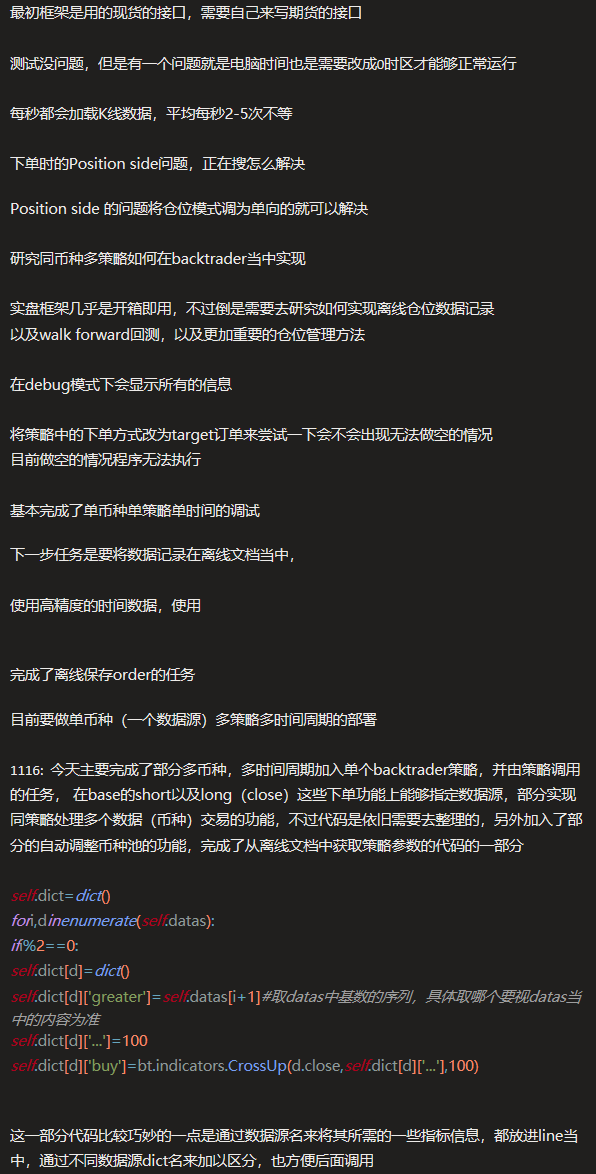 最初框架是用的现货的接口，需要自己来写期货的接口
测试没问题，但是有一个问题就是电脑时间也是需要改成0时区才能够正常运行
每秒都会加载K线数据，平均每秒2-5次不等
下单时的Position side问题，正在搜怎么解决
Position side 的问题将仓位模式调为单向的就可以解决
研究同币种多策略如何在backtrader当中实现
实盘框架几乎是开箱即用，不过倒是需要去研究如何实现离线仓位数据记录
以及walk forward回测，以及更加重要的仓位管理方法
在debug模式下会显示所有的信息
将策略中的下单方式改为target订单来尝试一下会不会出现无法做空的情况
目前做空的情况程序无法执行
基本完成了单币种单策略单时间的调试
下一步任务是要将数据记录在离线文档当中，
使用高精度的时间数据，使用
完成了离线保存order的任务
目前要做单币种（一个数据源）多策略多时间周期的部署
1116: 今天主要完成了部分多币种，多时间周期加入单个backtrader策略，并由策略调用
的任务， 在base的short以及long（close）这些下单功能上能够指定数据源，部分实现
同策略处理多个数据（币种）交易的功能，不过代码是依旧需要去整理的，另外加入了部
分的自动调整币种池的功能，完成了从离线文档中获取策略参数的代码的一部分
self.dict=dict()
fori,dinenumerate(self.datas):
ifi%2==0:
self.dict[d]=dict()
self.dict[d]['greater']=self.datas[i+1]#取datas中基数的序列，具体取哪个要视datas当
中的内容为准
self.dict[d]['...']=100
self.dict[d]['buy']=bt.indicators.CrossUp(d.close,self.dict[d]['...'],100)
这一部分代码比较巧妙的一点是通过数据源名来将其所需的一些指标信息，都放进line当
中，通过不同数据源dict名来加以区分，也方便后面调用